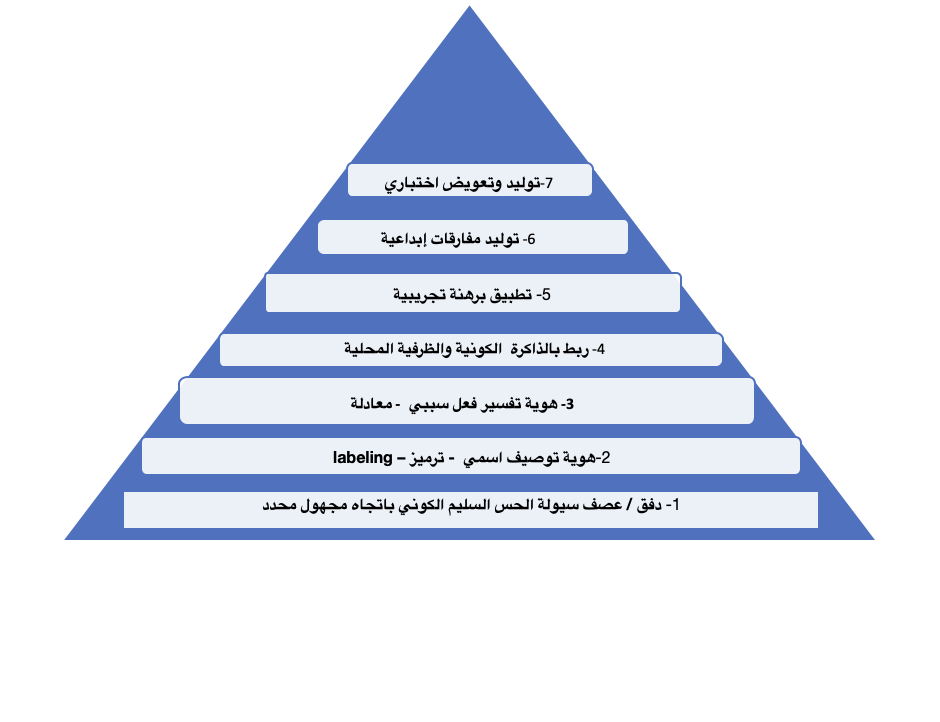 7-توليد وتعويض اختباري
6- توليد مفارقات إبداعية
5- تطبيق برهنة تجريبية
4- ربط بالذاكرة الكونية والظرفية المحلية
3- هوية تفسير فعل سببي - معادلة
2-هوية توصيف اسمي - ترميز – labeling
1- دفق / عصف سيولة الحس السليم الكوني باتجاه مجهول محدد